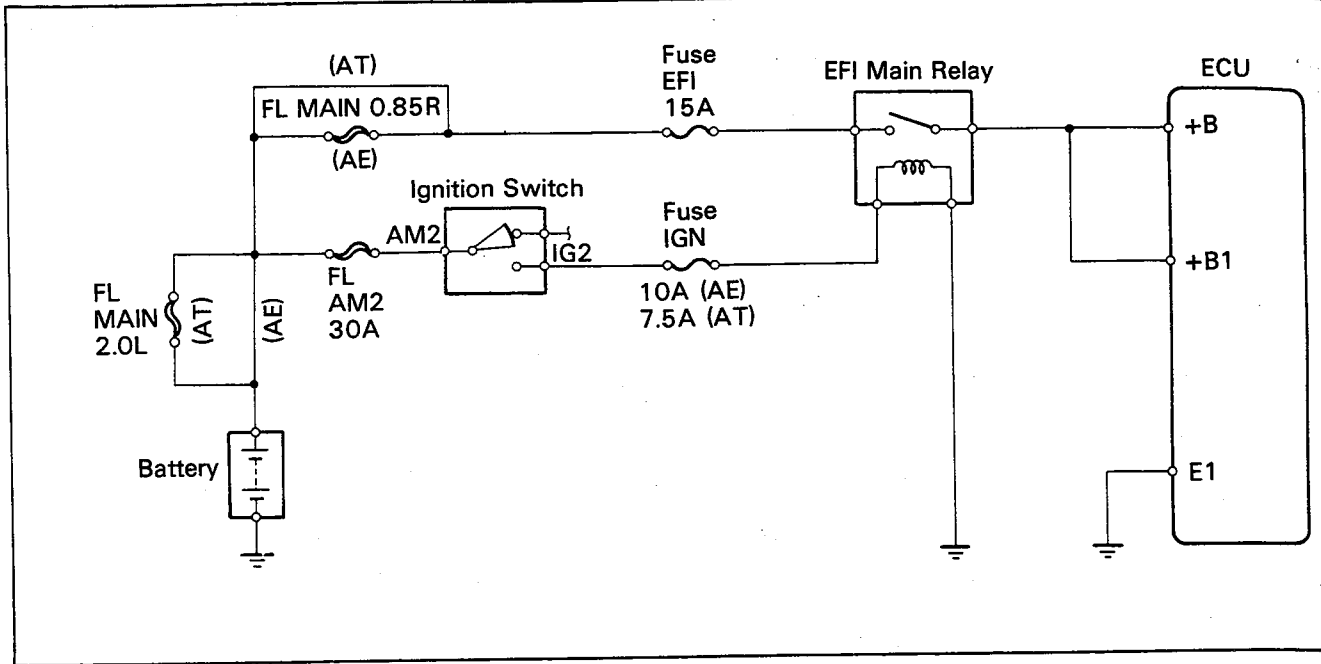 (AT)
FL MAIN 0.85R
(AE)
Fuse
EFI
15A
EFI Main Relay
ECU
+B
Ignition Switch
AM2
IG2
FL
AM2
30A
Fuse
IGN
10A (AE)
7.5A (AT)
+B1
FL
MAIN
2.0L
(AT)
(AE)
Battery
E1